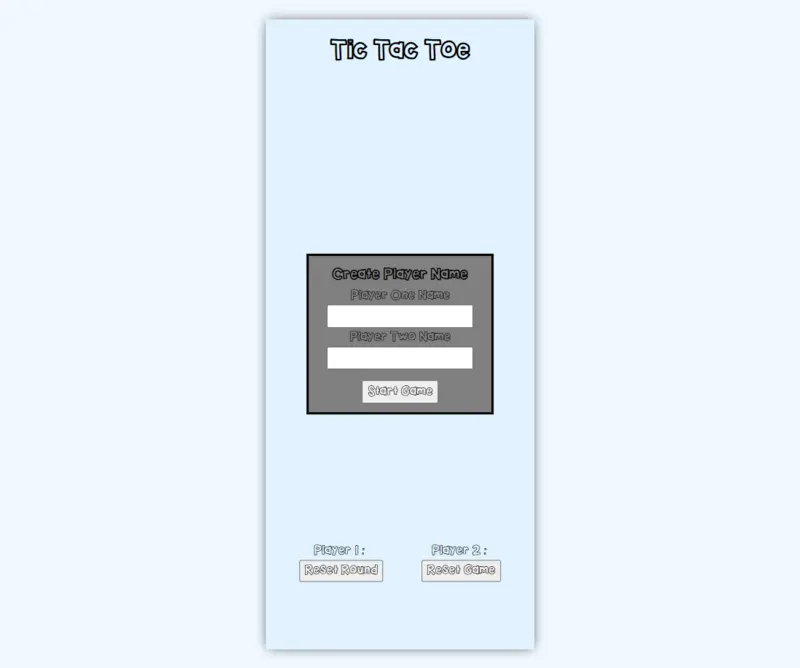 Tic Tac Toe
Create Player Name
Player One Name
Player Two Name
Start Game
Player 1 : Player 2 :
Reset Round Reset Game